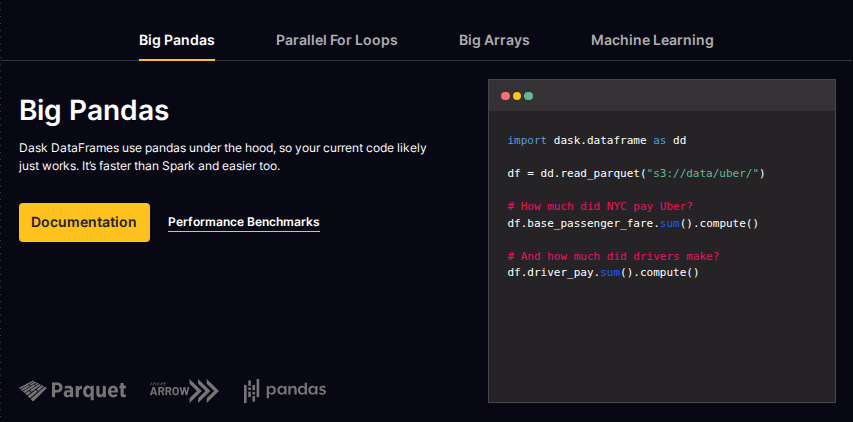 Big Pandas Parallel For Loops Big Arrays Machine Learning
Big Pandas
Dask DataFrames use pandas under the hood, so your current code likely
just works. It's faster than Spark and easier too.
Documentation Performance Benchmarks
import dask.dataframe as dd
df = dd.read_parquet("s3://data/uber/")
# How much did NYC pay Uber?
df.base_passenger_fare.sum().compute()
# And how much did drivers make?
df.driver_pay.sum().compute()
Parquet APACHE ARROW pandas